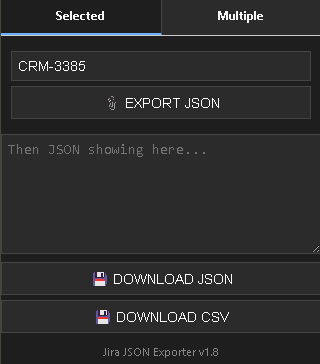 Selected Multiple
CRM-3385
EXPORT JSON
Then JSON showing here...
DOWNLOAD JSON
DOWNLOAD CSV
Jira JSON Exporter v1.8